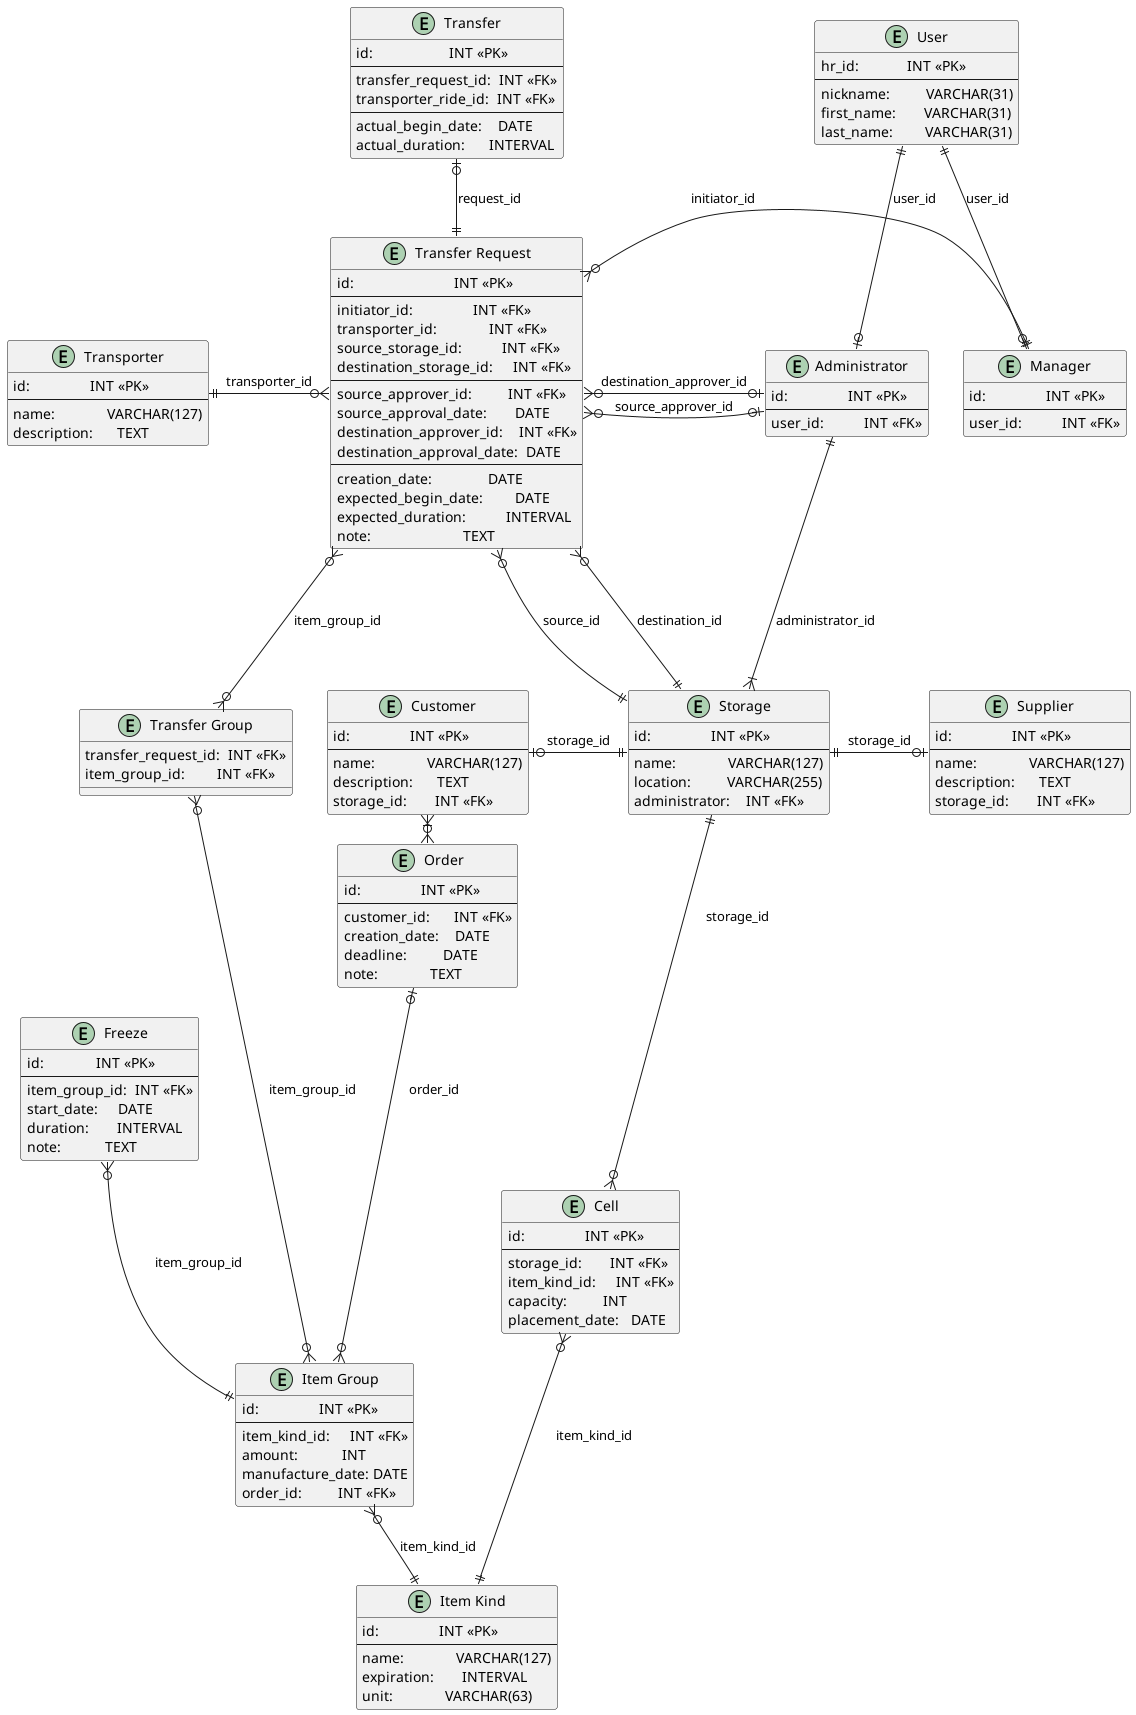 E Transfer
id: INT «PK»
transfer_request_id: INT «FK»
transporter_ride_id: INT «FK»
actual_begin_date: DATE
actual_duration: INTERVAL
E User
hr_id: INT «PK»
nickname: VARCHAR(31)
first_name: VARCHAR(31)
last_name: VARCHAR(31)
request_id
initiator_id
user_id
user_id
E Transfer Request
id: INT «PK»
initiator_id: INT «FK»
transporter_id: INT «FK»
source_storage_id: INT «FK»
destination_storage_id: INT «FK»
source_approver_id: INT «FK»
source_approval_date: DATE
destination_approver_id: INT «FK»
destination_approval_date: DATE
creation_date: DATE
expected_begin_date: DATE
expected_duration: INTERVAL
note: TEXT
E Transporter
id: INT «PK»
name: VARCHAR(127)
description: TEXT
transporter_id
destination_approver_id
source_approver_id
E Administrator
id: INT «PK»
user_id: INT «FK»
E Manager
id: INT «PK»
user_id: INT «FK»
item_group_id
source_id
destination_id
administrator_id
E Transfer Group
transfer_request_id: INT «FK»
item_group_id: INT «FK»
E Customer
id: INT «PK»
name: VARCHAR(127)
description: TEXT
storage_id: INT «FK»
storage_id
E Storage
id: INT «PK»
name: VARCHAR(127)
location: VARCHAR(255)
administrator: INT «FK»
storage_id
E Supplier
id: INT «PK»
name: VARCHAR(127)
description: TEXT
storage_id: INT «FK»
E Order
id: INT «PK»
customer_id: INT «FK»
creation_date: DATE
deadline: DATE
note: TEXT
storage_id
E Freeze
id: INT «PK»
item_group_id: INT «FK»
start_date: DATE
duration: INTERVAL
note: TEXT
item_group_id
order_id
item_group_id
E Cell
id: INT «PK»
storage_id: INT «FK»
item_kind_id: INT «FK»
capacity: INT
placement_date: DATE
E Item Group
id: INT «PK»
item_kind_id: INT «FK»
amount: INT
manufacture_date: DATE
order_id: INT «FK»
item_kind_id
item_kind_id
E Item Kind
id: INT «PK»
name: VARCHAR(127)
expiration: INTERVAL
unit: VARCHAR(63)